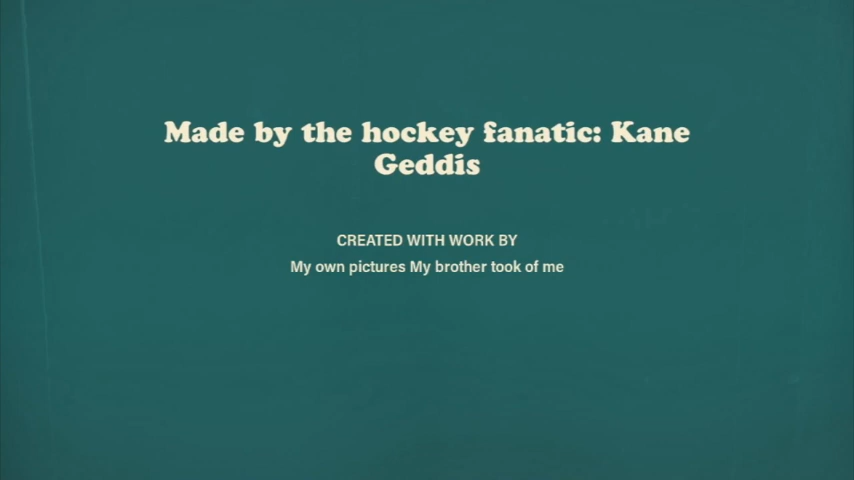 Made by the hockey fanatic: Kane
Geddis
CREATED WITH WORK BY
My own pictures My brother took of me